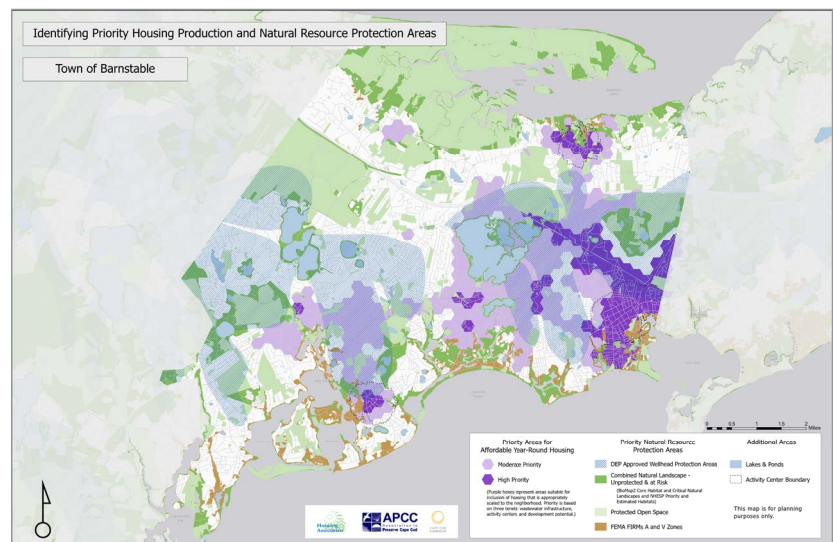 Identifying Priority Housing Production and Natural Resource Protection Areas
Town of Barnstable
0 0.5 1 1.5 2
Miles
Priority Areas for
Affordable Year-Round Housing
Moderate Priority
High Priority
(Purple hexes represent areas suitable for
inclusion of housing that is appropriately
scaled to the neighborhood. Priority is based
on three tenets: wastewater infrastructure,
activity centers and development potential.)
Priority Natural Resource
Protection Areas
DEP Approved Wellhead Protection Areas
Combined Natural Landscape -
Unprotected & at Risk
(BioMap2 Core Habitat and Critical Natural
Landscapes and NHESP Priority and
Estimated Habitats)
Protected Open Space
FEMA FIRMs A and V Zones
Additional Areas
Lakes & Ponds
Activity Center Boundary
This map is for planning
purposes only.
Housing
Assistance
APCC
Association to
Preserve Cape Cod
CAPE COD
COMMISSION